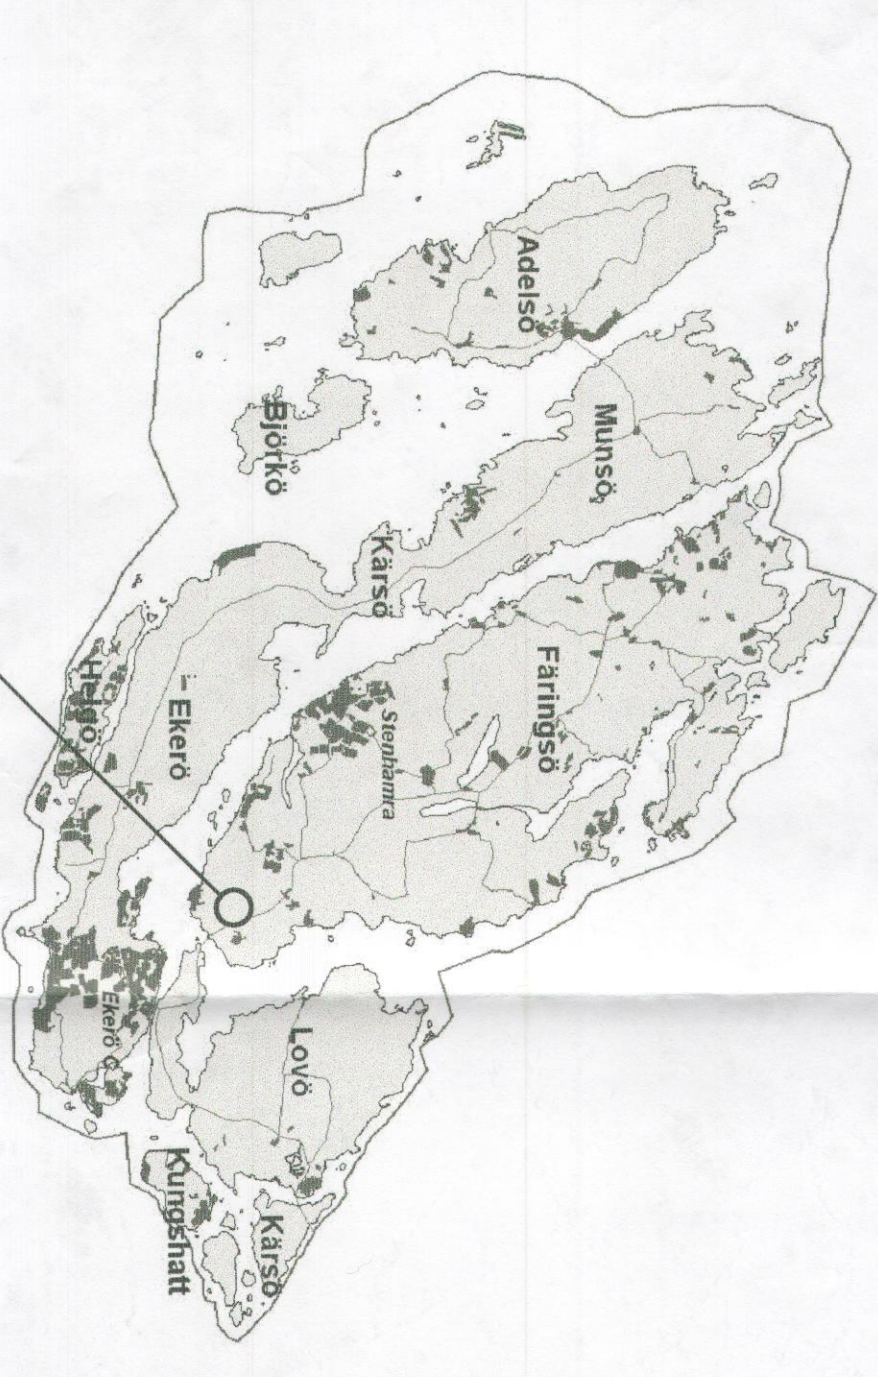 Adelsö
Munsö
Björkö
Kärsö
Färingsö
Stenhamra
Ekerö
Helgö
Ekerö c
Lovö
Kungshatt
Kärsö